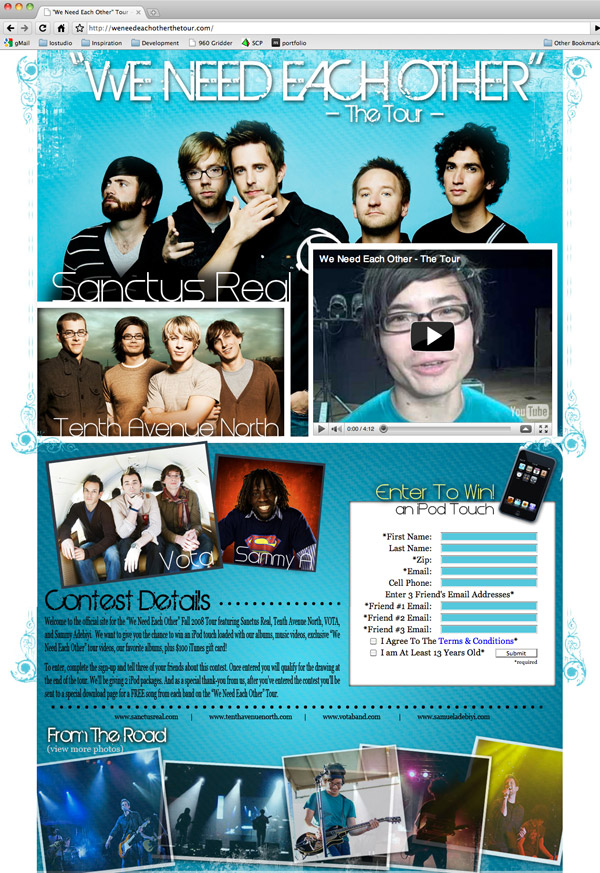 "We Need Each Other" Tour
http://weneedeachotherthetour.com/
gMail
Iostudio
Inspiration
Development
960 Gridder
SCP
portfolio
Other Bookmark
"WE NEED EACH OTHER"
– The Tour –
Sanctus Real
We Need Each Other - The Tour
YouTube
0:00 / 4:12
Tenth Avenue North
Vota
Sammy A
Enter To Win!
an iPod Touch
*First Name:
Last Name:
*Zip:
*Email:
Cell Phone:
Enter 3 Friend's Email Addresses*
*Friend #1 Email:
*Friend #2 Email:
*Friend #3 Email:
I Agree To The Terms & Conditions*
I am At Least 13 Years Old*
Submit
*required
Contest Details
Welcome to the official site for the "We Need Each Other" Fall 2008 Tour featuring Sanctus Real, Tenth Avenue North, VOTA,
and Sammy Adebiyi. We want to give you the chance to win an iPod touch loaded with our albums, music videos, exclusive "We
Need Each Other" tour videos, our favorite albums, plus $100 iTunes gift card!
To enter, complete the sign-up and tell three of your friends about this contest. Once entered you will qualify for the drawing at
the end of the tour. We'll be giving 2 iPod packages. And as a special thank-you from us, after you've entered the contest you'll be
sent to a special download page for a FREE song from each band on the "We Need Each Other" Tour.
www.sanctusreal.com | www.tenthavenuenorth.com | www.votaband.com | www.samueladebiyi.com
From The Road
(view more photos)